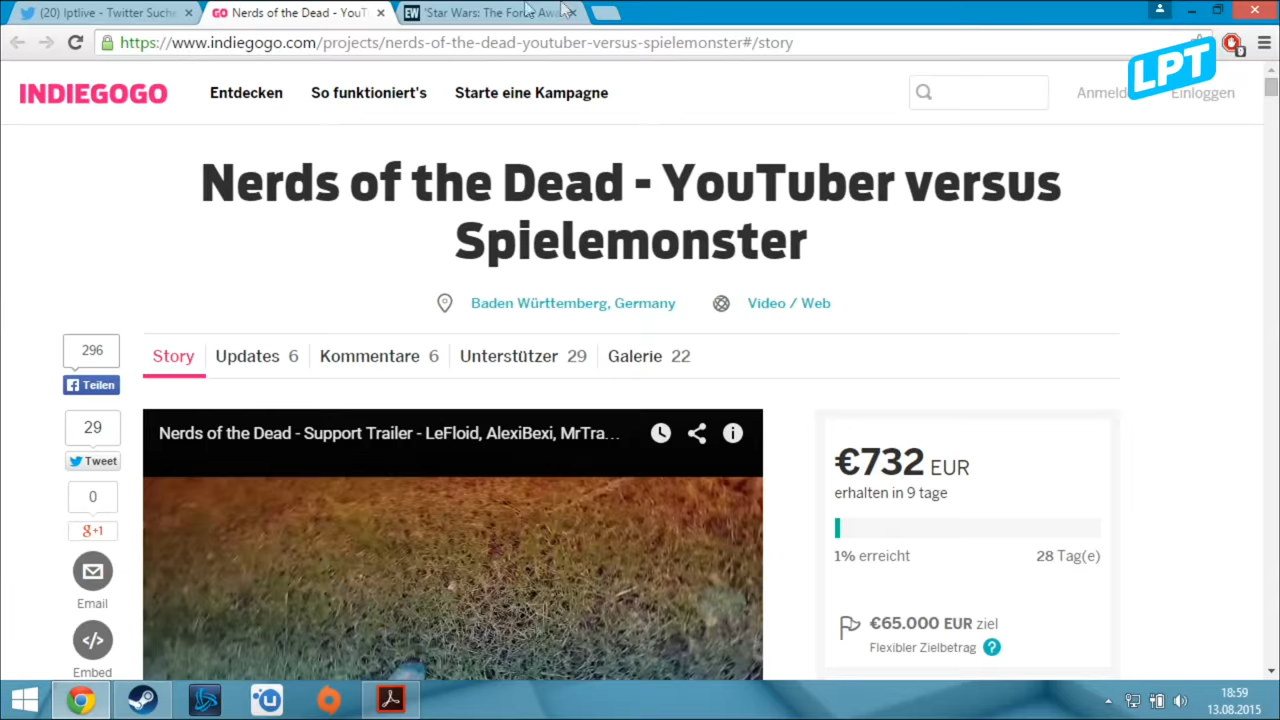 (20) lptlive - Twitter Suche
GO Nerds of the Dead - YouT
EW 'Star Wars: The Force Awa
https://www.indiegogo.com/projects/nerds-of-the-dead-youtuber-versus-spielemonster#/story
LPT
INDIEGOGO
Entdecken
So funktioniert's
Starte eine Kampagne
Anmeld
Einloggen
Nerds of the Dead - YouTuber versus
Spielemonster
Baden Württemberg, Germany
Video / Web
296
Teilen
29
Tweet
0
g+1
Email
Embed
Story
Updates 6
Kommentare 6
Unterstützer 29
Galerie 22
Nerds of the Dead - Support Trailer - LeFloid, AlexiBexi, MrTra...
€732 EUR
erhalten in 9 tage
1% erreicht
28 Tag(e)
€65.000 EUR ziel
Flexibler Zielbetrag ?
18:59
13.08.2015